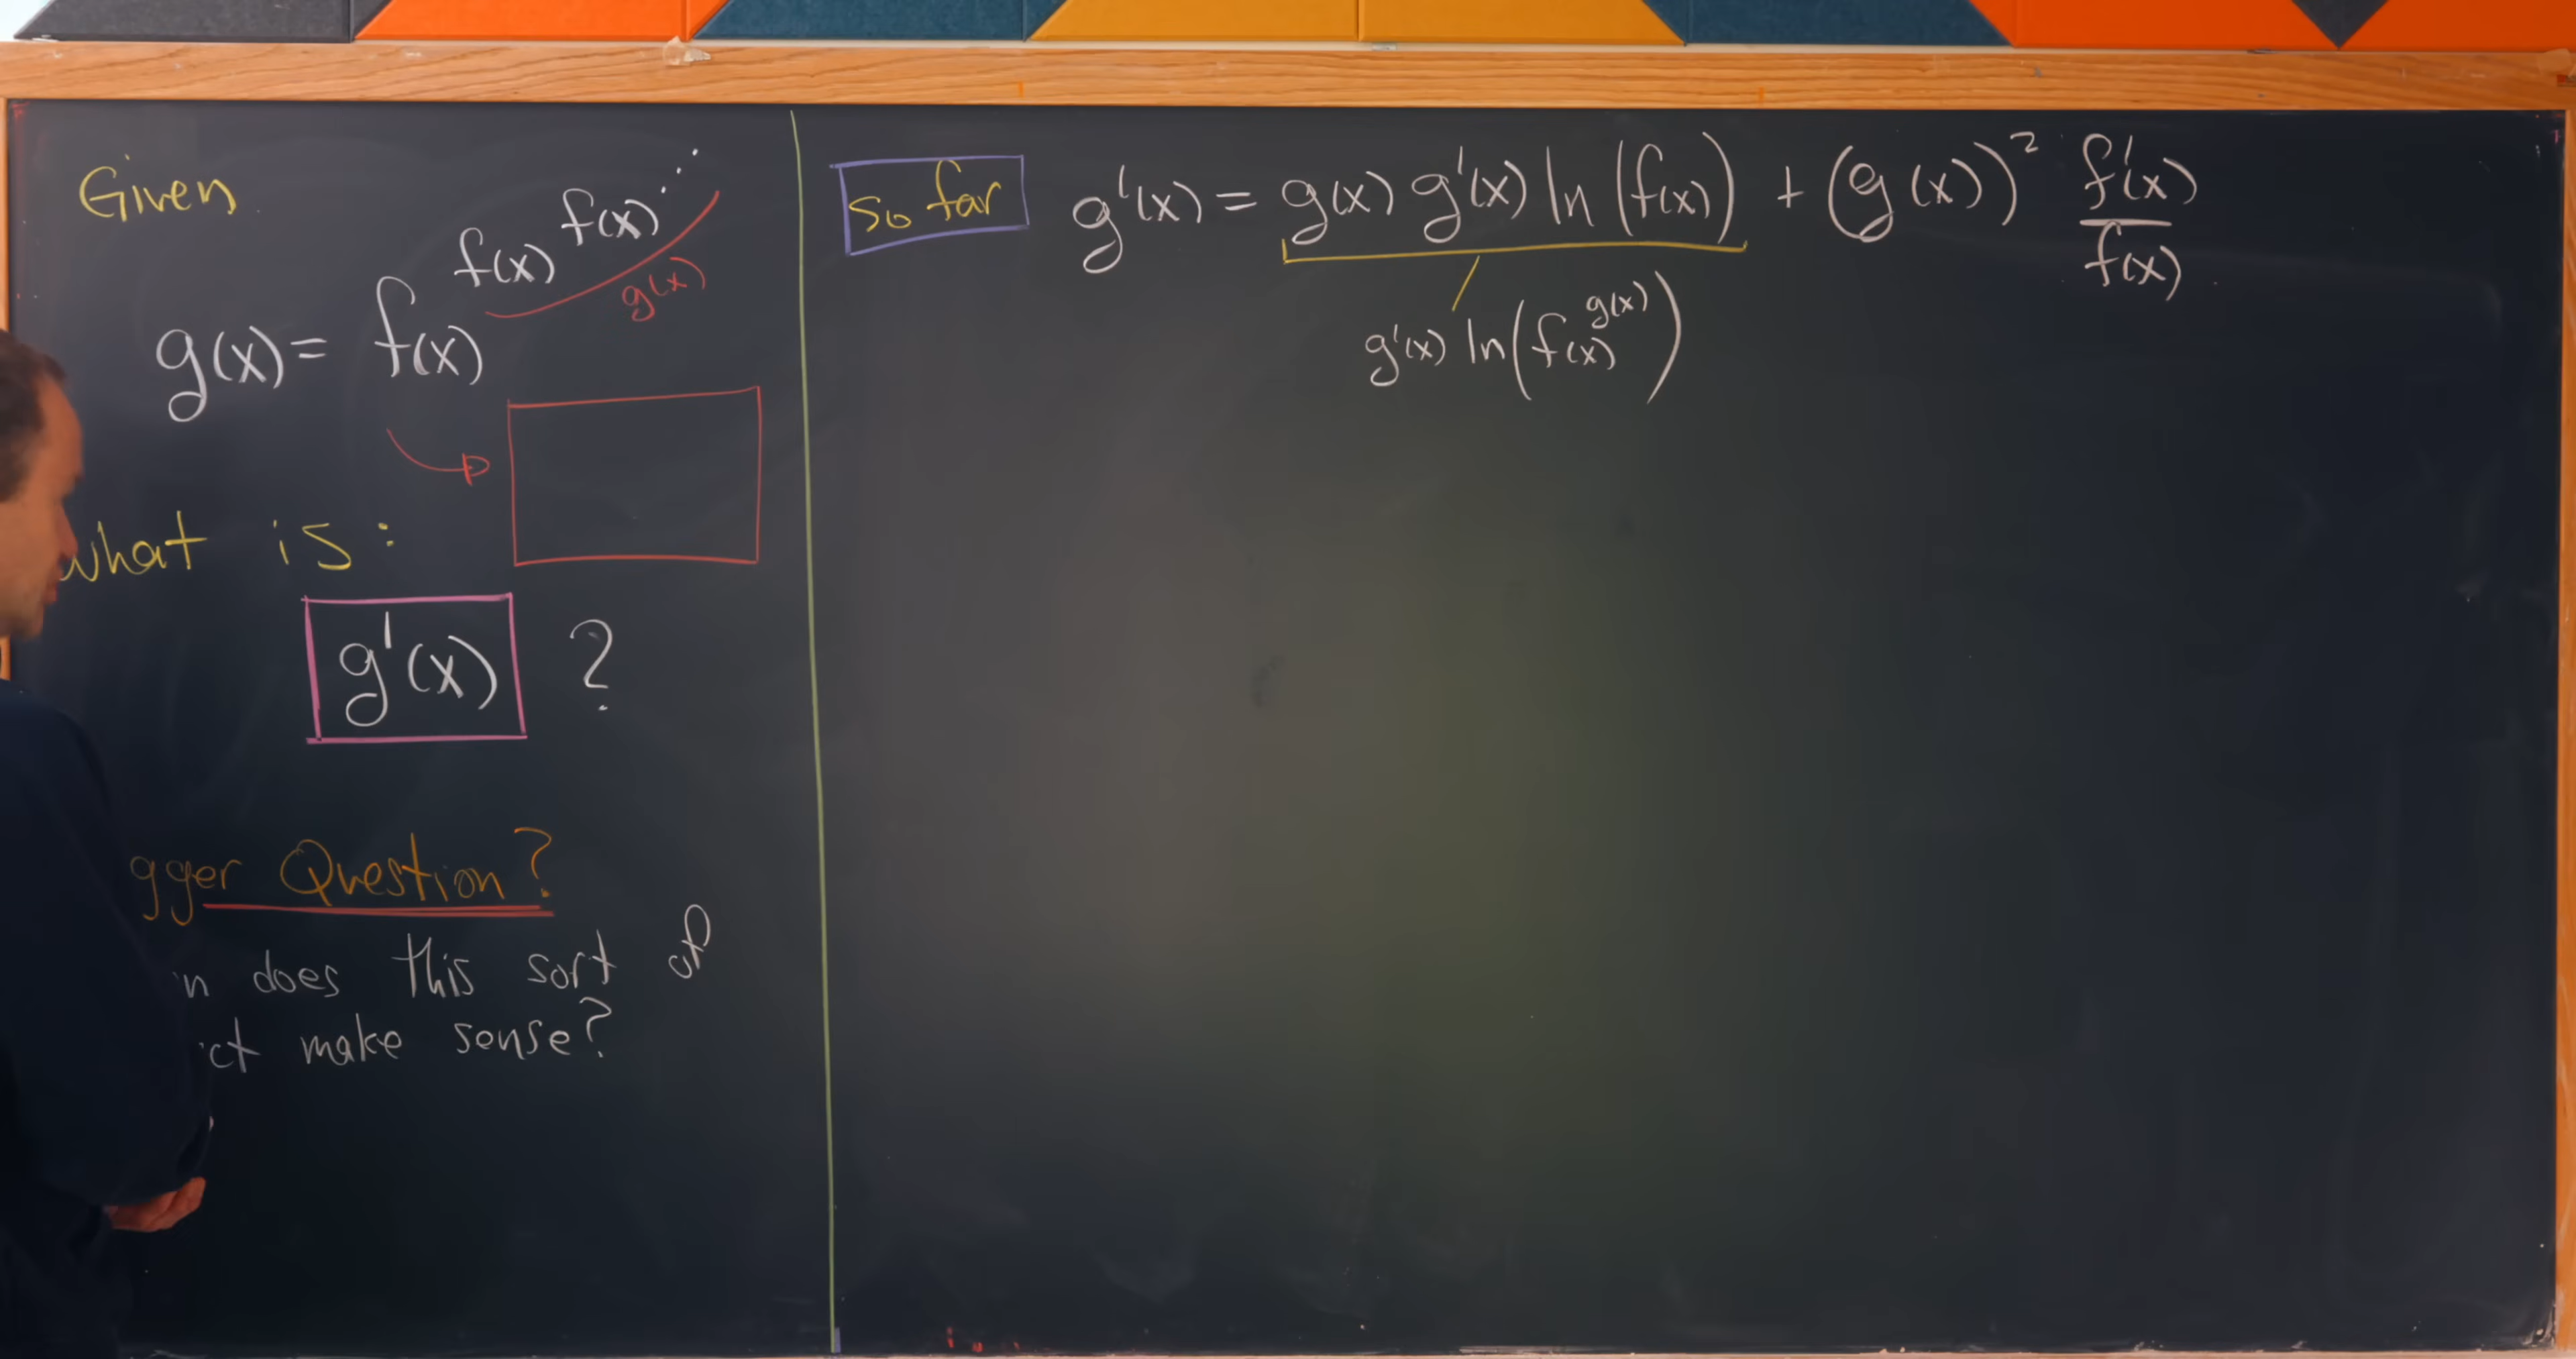 Given
g(x) = f(x)^f(x)^f(x)^⋰
g(x)
what is:
g'(x) ?
gger Question?
n does this sort of
ct make sense?
so far g'(x) = g(x) g'(x) ln (f(x)) + (g(x))² f'(x)/f(x)
g'(x) ln(f(x)^g(x))